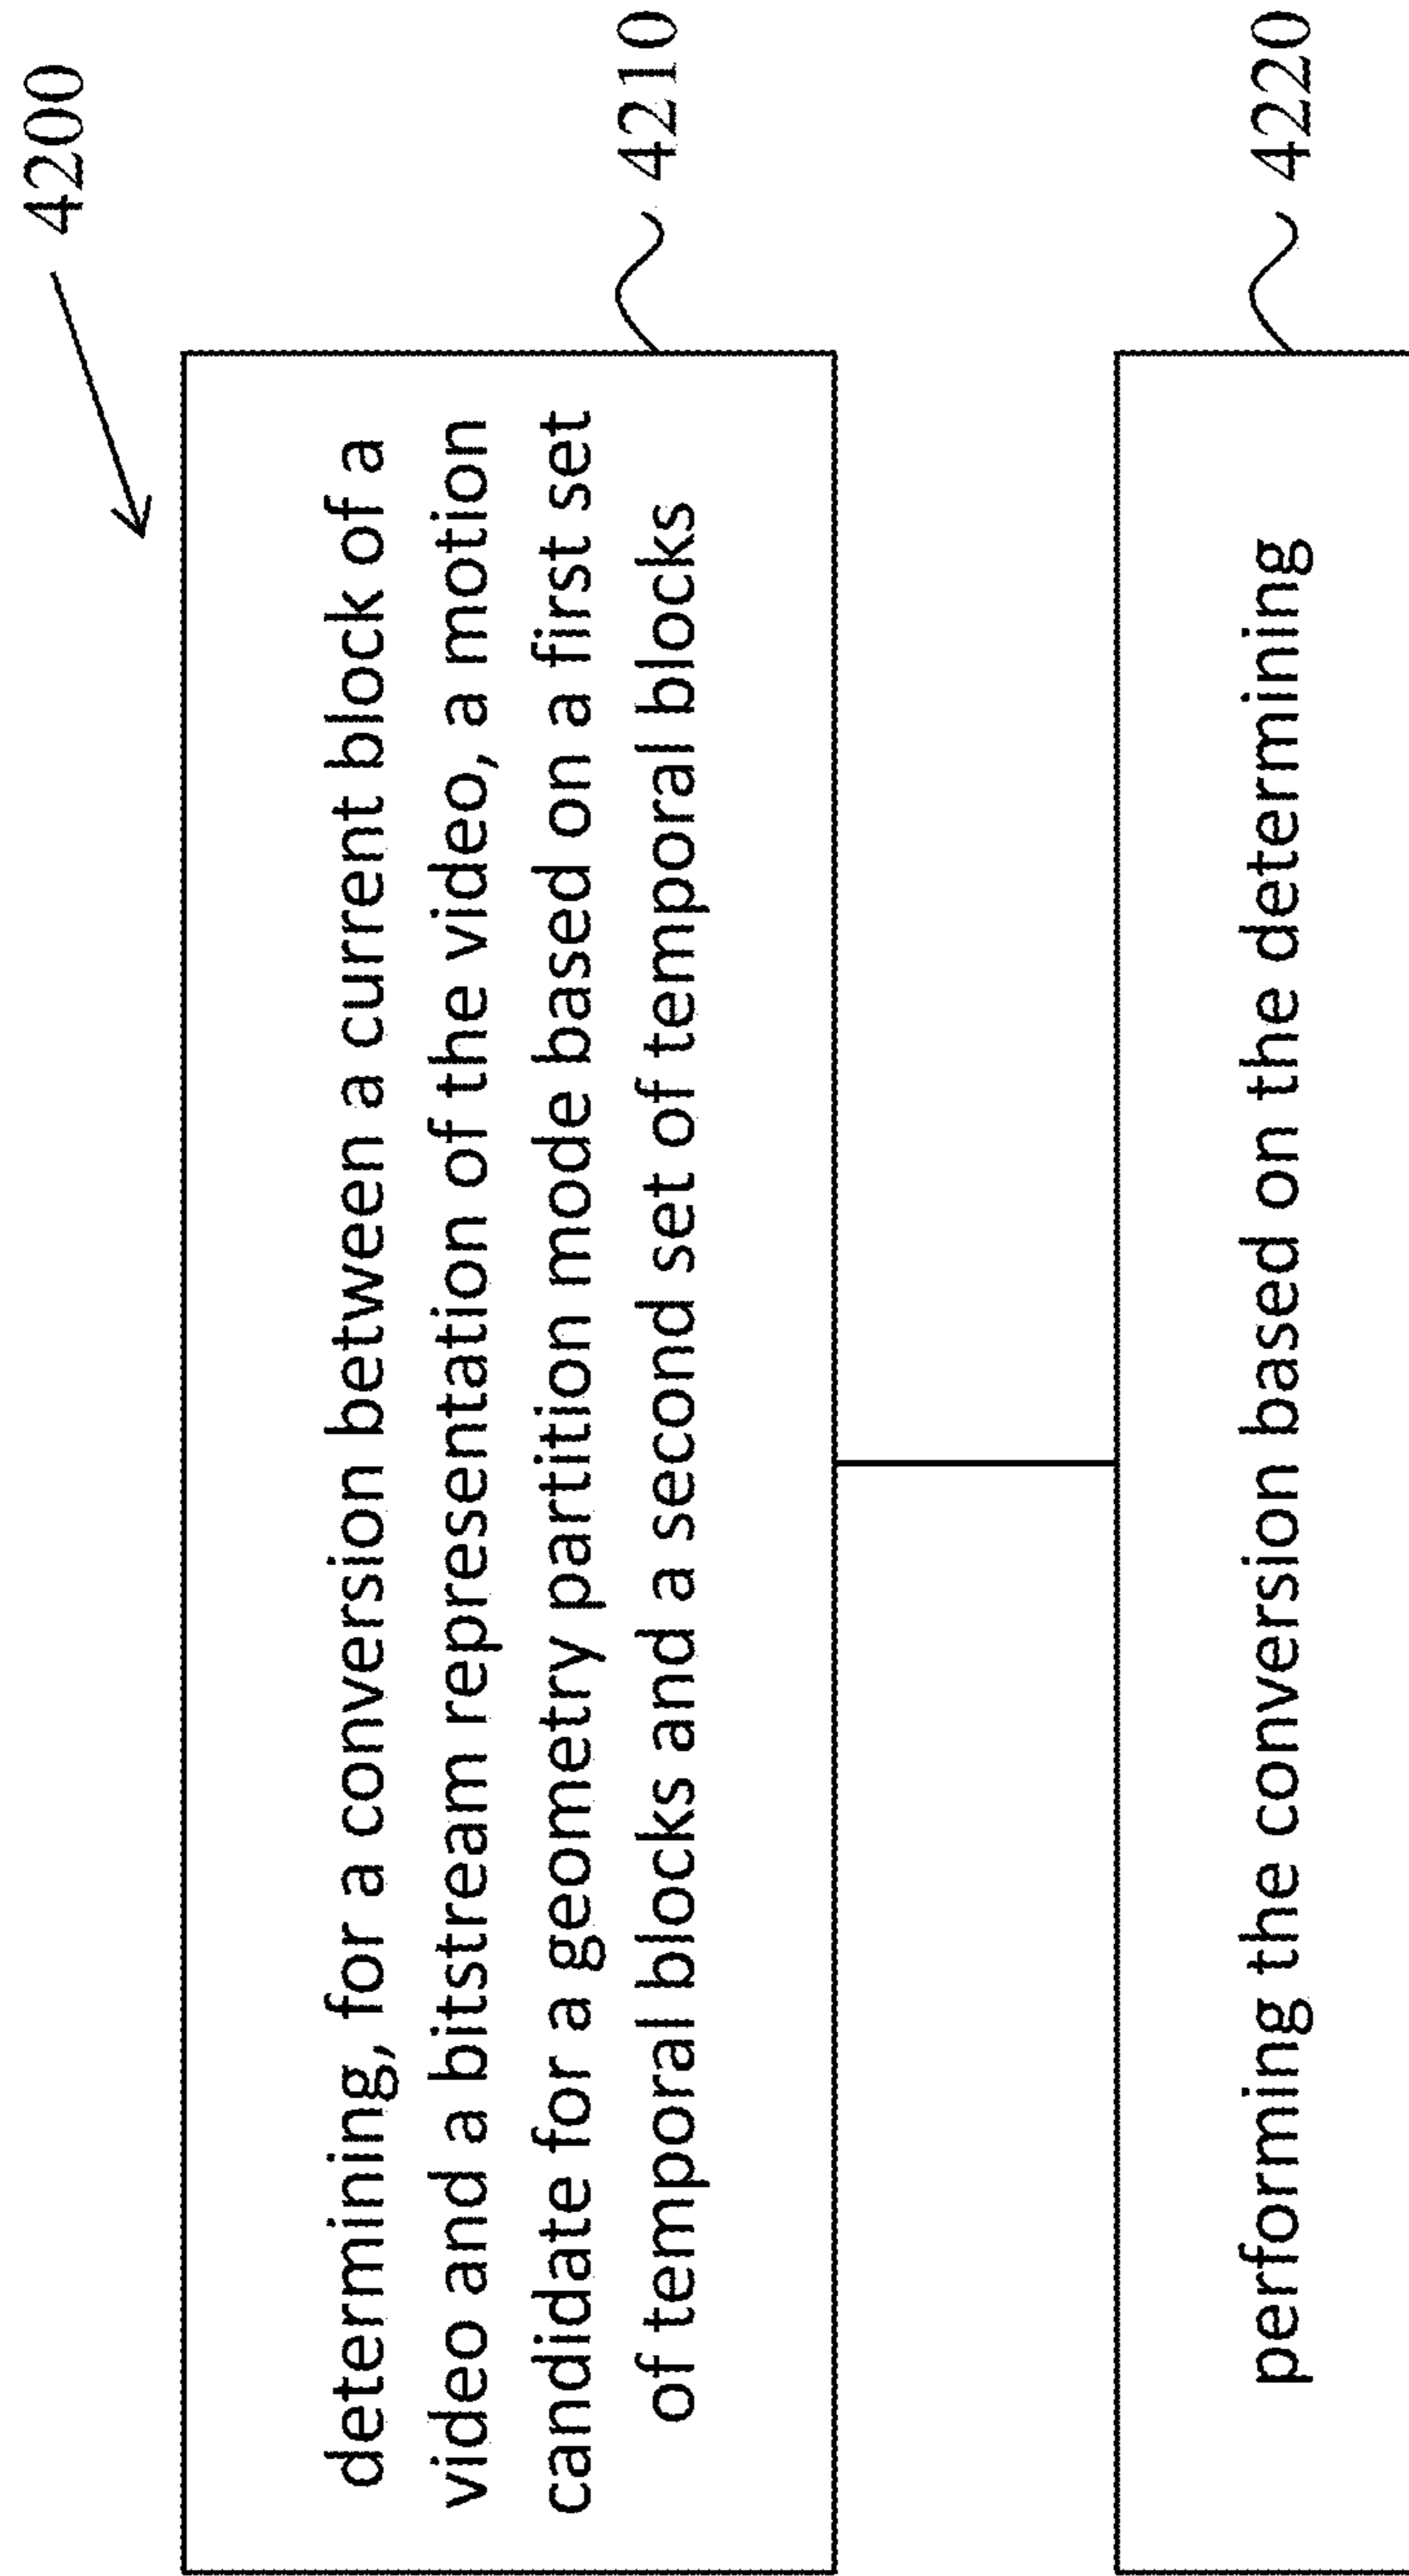 4200
determining, for a conversion between a current block of a
video and a bitstream representation of the video, a motion
candidate for a geometry partition mode based on a first set
of temporal blocks and a second set of temporal blocks
4210
performing the conversion based on the determining
4220